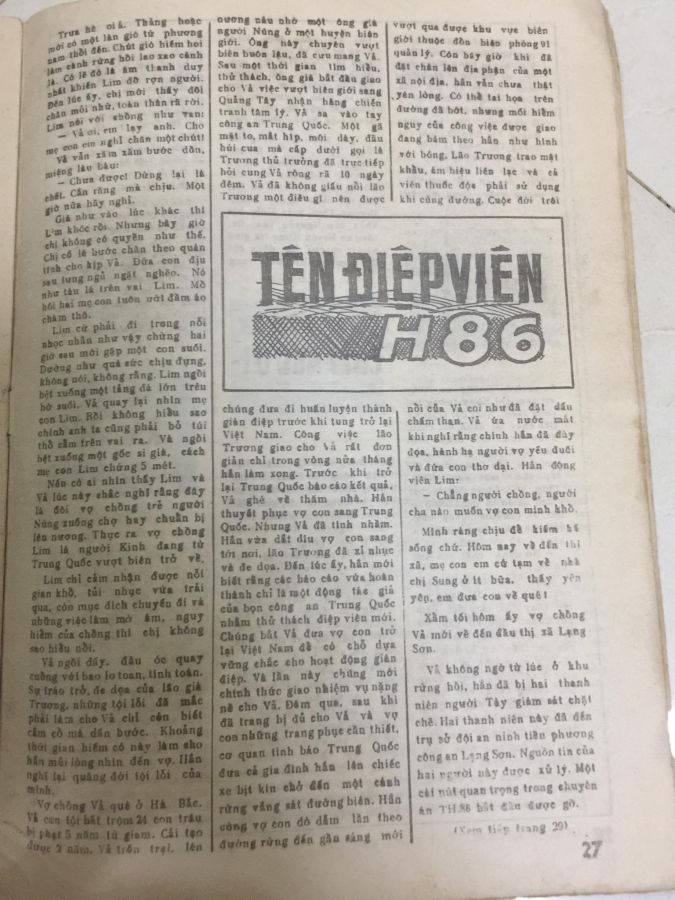 Trưa hè oi ả. Thằng hoặc
mới có một làn gió từ phương
nam thổi đến. Chút gió hiếm hoi
làm cành rừng hồi lao xao cành
lá. Có lẽ đó là âm thanh duy
nhất khiến Lim đỡ rợn người.
Đến lúc ấy, chị mới thấy đôi
chân mỏi nhừ, toàn thân rã rời.
Lim nói với chồng như van:
— Vả ơi, em lạy anh. Cho
mẹ con em nghỉ chân một chút!
Vả vẫn xăm xăm bước dồn,
miệng làu bàu:
— Chưa được! Dừng lại là
chết. Cắn răng mà chịu. Một
giờ nữa hãy nghỉ.
Giá như vào lúc khác thì
Lim khóc rồi. Nhưng bây giờ
chị không có quyền như thế.
Chị cố lê bước chân theo quán
tính cho kịp Vả. Đứa con địu
sau lưng ngủ ngặt nghẽo. Nó
như tàu lá trên vai Lim. Mồ
hôi hai mẹ con tuôn ướt đầm áo
chàm thô.
Lim cứ phải đi trong nỗi
nhọc nhằn như vậy chừng hai
giờ sau mới gặp một con suối.
Dường như quá sức chịu đựng,
không nói, không rằng. Lim ngồi
bệt xuống một tảng đá lớn trên
bờ suối. Vả quay lại nhìn mẹ
con Lim. Rồi không hiểu sao
chính anh ta cũng phải bỏ túi
thồ cầm trên vai ra. Và ngồi
bệt xuống một gốc si già, cách
mẹ con Lim chừng 5 mét.
Nếu có ai nhìn thấy Lim và
Vả lúc này chắc nghĩ rằng đây
là đôi vợ chồng trẻ người
Nùng xuống chợ hay chuẩn bị
lên nương. Thực ra vợ chồng
Lim là người Kinh đang từ
Trung Quốc vượt biên trở về.
Lim chỉ cảm nhận được nỗi
gian khổ, tủi nhục vừa trải
qua, còn mục đích chuyến đi và
những việc làm mờ ám, nguy
hiểm của chồng thì chị không
sao hiểu nổi.
Vả ngồi đấy, đầu óc quay
cuồng với bao lo toan, tính toán.
Sự tráo trở, đe dọa của lão già
Trương, những tội lỗi đã mắc
phải làm cho Vả chỉ còn biết
cắm cổ mà dấn bước. Khoảng
thời gian hiếm có này làm cho
hắn mủi lòng nhìn đến vợ. Hắn
nghĩ lại quãng đời tội lỗi của
mình.
Vợ chồng Vả quê ở Hà Bắc.
Vả can tội bắt trộm 24 con trâu
bị phạt 5 năm tù giam. Cải tạo
được 2 năm, Vả trốn trại, lên
nương náu nhờ một ông già
người Nùng ở một huyện biên
giới. Ông này chuyên vượt
biên buôn lậu, đã cưu mang Vả.
Sau một thời gian tìm hiểu,
thử thách, ông già bắt đầu giao
cho Vả việc vượt biên giới sang
Quảng Tây nhận hàng chiến
tranh tâm lý. Vả sa vào tay
công an Trung Quốc. Một gã
mặt to, mắt híp, môi dày, đầu
húi cua mà cấp dưới gọi là
Trương thủ trưởng đã trực tiếp
hỏi cung Vả ròng rã 10 ngày
đêm. Vả đã không giấu nổi lão
Trương một điều gì nên được
TÊN ĐIỆP VIÊN
H86
chúng đưa đi huấn luyện thành
gián điệp trước khi tung trở lại
Việt Nam. Công việc lão
Trương giao cho Vả rất đơn
giản chỉ trong vòng nửa tháng
hắn làm xong. Trước khi trở
lại Trung Quốc báo cáo kết quả,
Vả ghé về thăm nhà. Hắn
thuyết phục vợ con sang Trung
Quốc. Nhưng Vả đã tính nhầm.
Hắn vừa dắt díu vợ con sang
tới nơi, lão Trương đã xỉ nhục
và đe dọa. Đến lúc ấy, hắn mới
biết rằng các báo cáo vừa hoàn
thành chỉ là một động tác giả
của bọn công an Trung Quốc
nhằm thử thách điệp viên mới.
Chúng bắt Vả đưa vợ con trở
lại Việt Nam để có chỗ dựa
vững chắc cho hoạt động gián
điệp. Và lần này chúng mới
chính thức giao nhiệm vụ nặng
nề cho Vả. Đêm qua, sau khi
đã trang bị đủ cho Vả và vợ
con những trang phục cần thiết,
cơ quan tình báo Trung Quốc
đưa cả gia đình hắn lên chiếc
xe bịt kín chở đến một cánh
rừng vắng sát đường biên. Hắn
cùng vợ con dò dẫm lần theo
đường rừng đến gần sáng mới
vượt qua được khu vực biên
giới thuộc đồn biên phòng 91
quản lý. Còn bây giờ khi đã
đặt chân lên địa phận của một
xã nội địa, hắn vẫn chưa thật
yên lòng. Có thể tai họa trên
đường đã bớt, nhưng mối hiểm
nguy của công việc được giao
đang bám theo hắn như hình
với bóng. Lão Trương trao mật
khẩu, ám hiệu liên lạc và cả
viên thuốc độc phải sử dụng
khi cùng đường. Cuộc đời trôi
nổi của Vả coi như đã đặt dấu
chấm than. Vả ứa nước mắt
khi nghĩ rằng chính hắn đã đầy
đọa, hành hạ người vợ yếu đuối
và đứa con thơ dại. Hắn động
viên Lim:
— Chẳng người chồng, người
cha nào muốn vợ con mình khổ.
Mình ráng chịu để kiếm kế
sống chứ. Hôm nay về đến thị
xã, mẹ con em cứ tạm về nhà
chị Sung ở ít bữa, thấy yên
yên, em đưa con về quê!
Xẩm tối hôm ấy vợ chồng
Vả mới về đến đầu thị xã Lạng
Sơn.
Vả không ngờ từ lúc ở khu
rừng hồi, hắn đã bị hai thanh
niên người Tày giám sát chặt
chẽ. Hai thanh niên này đã đến
trụ sở đội an ninh tiền phương
công an Lạng Sơn. Nguồn tin của
hai người này được xử lý. Một
cái nút quan trọng trong chuyên
án TH.86 bắt đầu được gỡ.
(Xem tiếp trang 29)
27